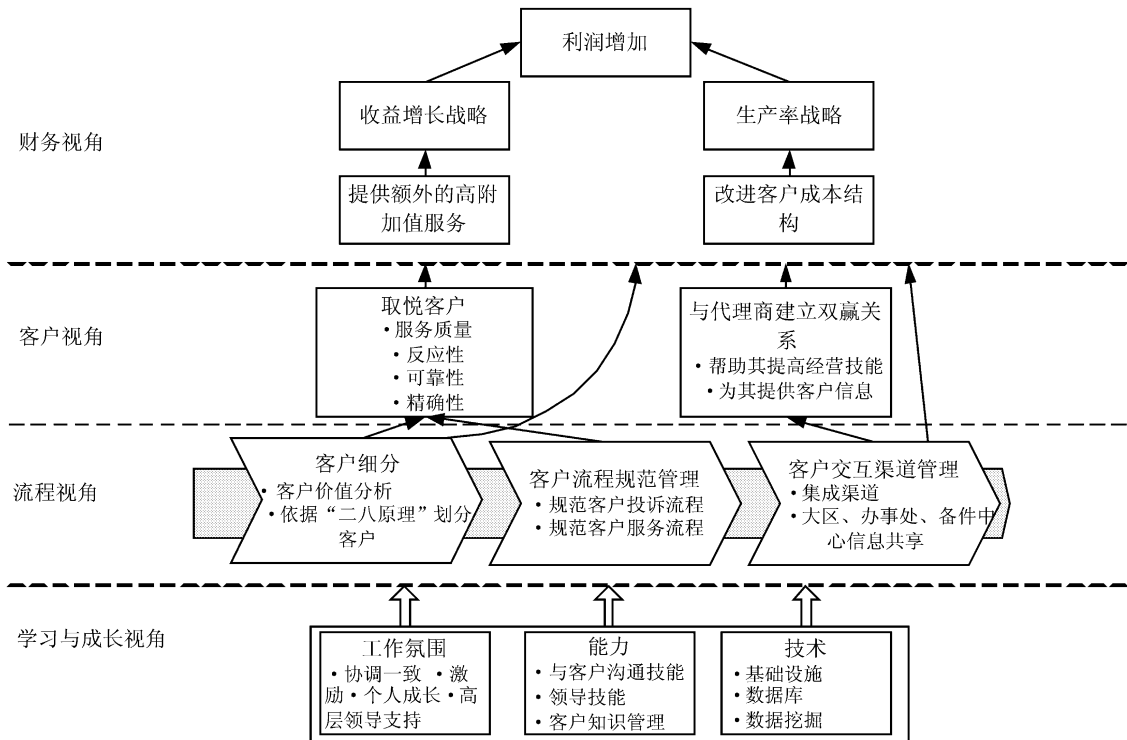 利润增加
收益增长战略
生产率战略
财务视角
提供额外的高附
加值服务
改进客户成本结
构
客户视角
取悦客户
·服务质量
·反应性
·可靠性
·精确性
与代理商建立双赢关
系
·帮助其提高经营技能
·为其提供客户信息
流程视角
客户细分
·客户价值分析
·依据“二八原理”划分
客户
客户流程规范管理
·规范客户投诉流程
·规范客户服务流程
客户交互渠道管理
·集成渠道
·大区、办事处、备件中
心信息共享
学习与成长视角
工作氛围
·协调一致 ·激
励·个人成长·高
层领导支持
能力
·与客户沟通技能
·领导技能
·客户知识管理
技术
·基础设施
·数据库
·数据挖掘